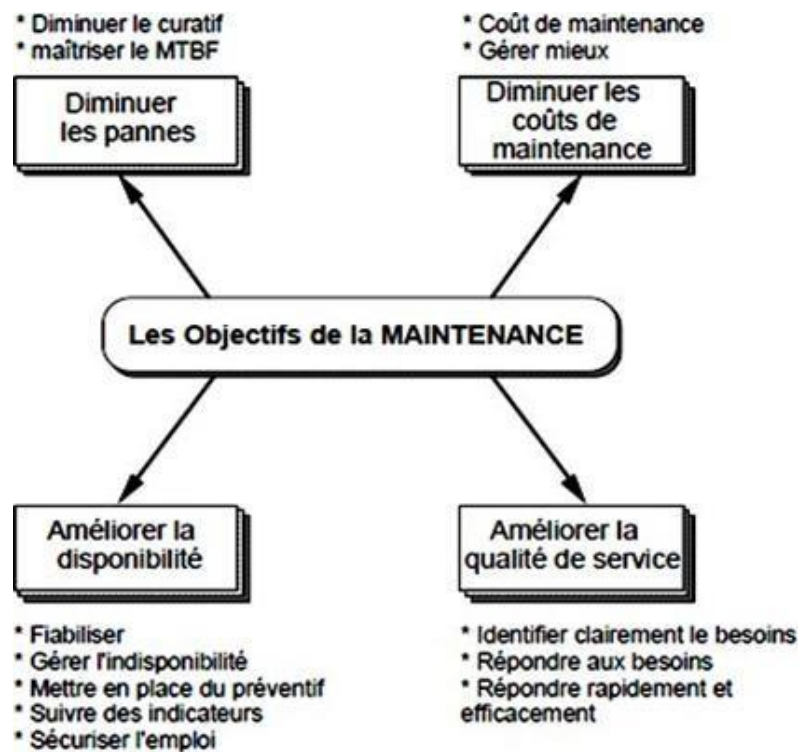 * Diminuer le curatif
* maîtriser le MTBF
Diminuer
les pannes
* Coût de maintenance
* Gérer mieux
Diminuer les
coûts de
maintenance
Les Objectifs de la MAINTENANCE
Améliorer la
disponibilité
* Fiabiliser
* Gérer l'indisponibilité
* Mettre en place du préventif
* Suivre des indicateurs
* Sécuriser l'emploi
Améliorer la
qualité de service
* Identifier clairement le besoins
* Répondre aux besoins
* Répondre rapidement et
efficacement